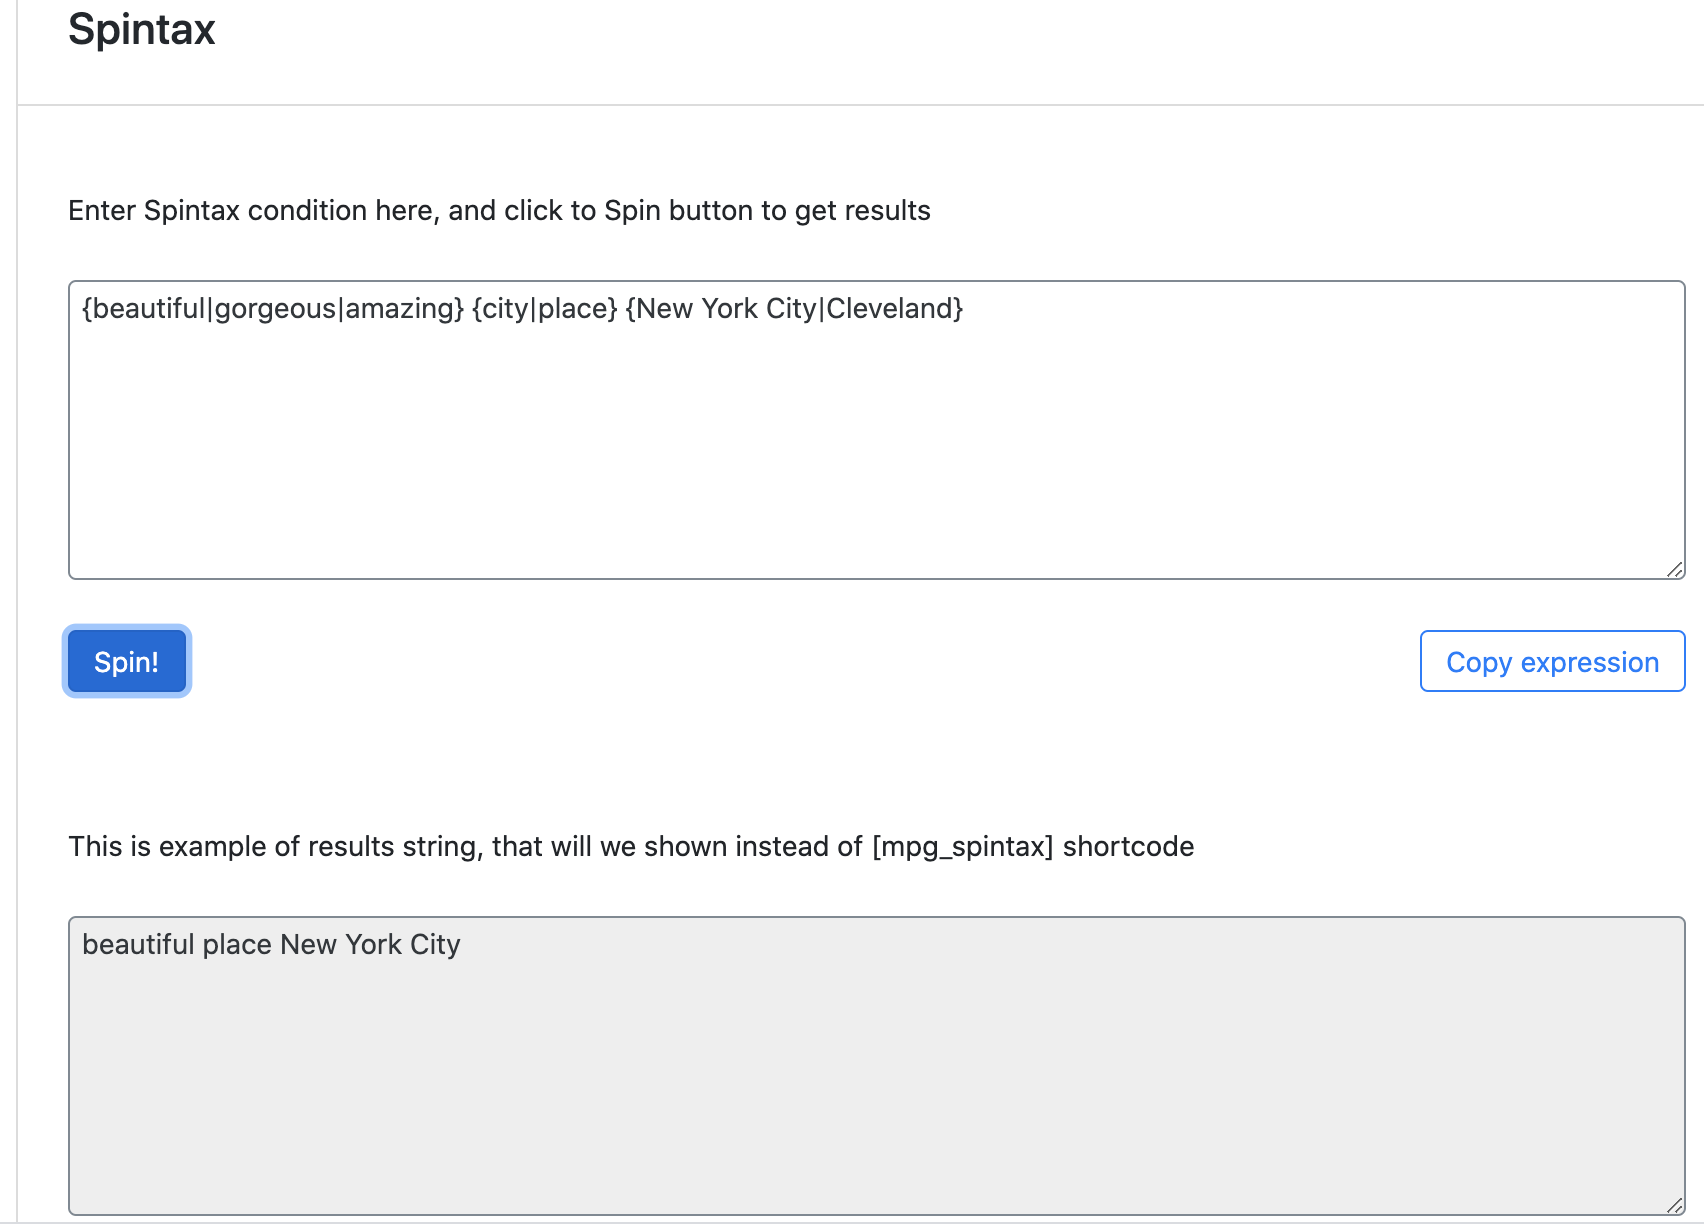 Spintax
Enter Spintax condition here, and click to Spin button to get results
{beautiful|gorgeous|amazing} {city|place} {New York City|Cleveland}
Spin!
Copy expression
This is example of results string, that will we shown instead of [mpg_spintax] shortcode
beautiful place New York City